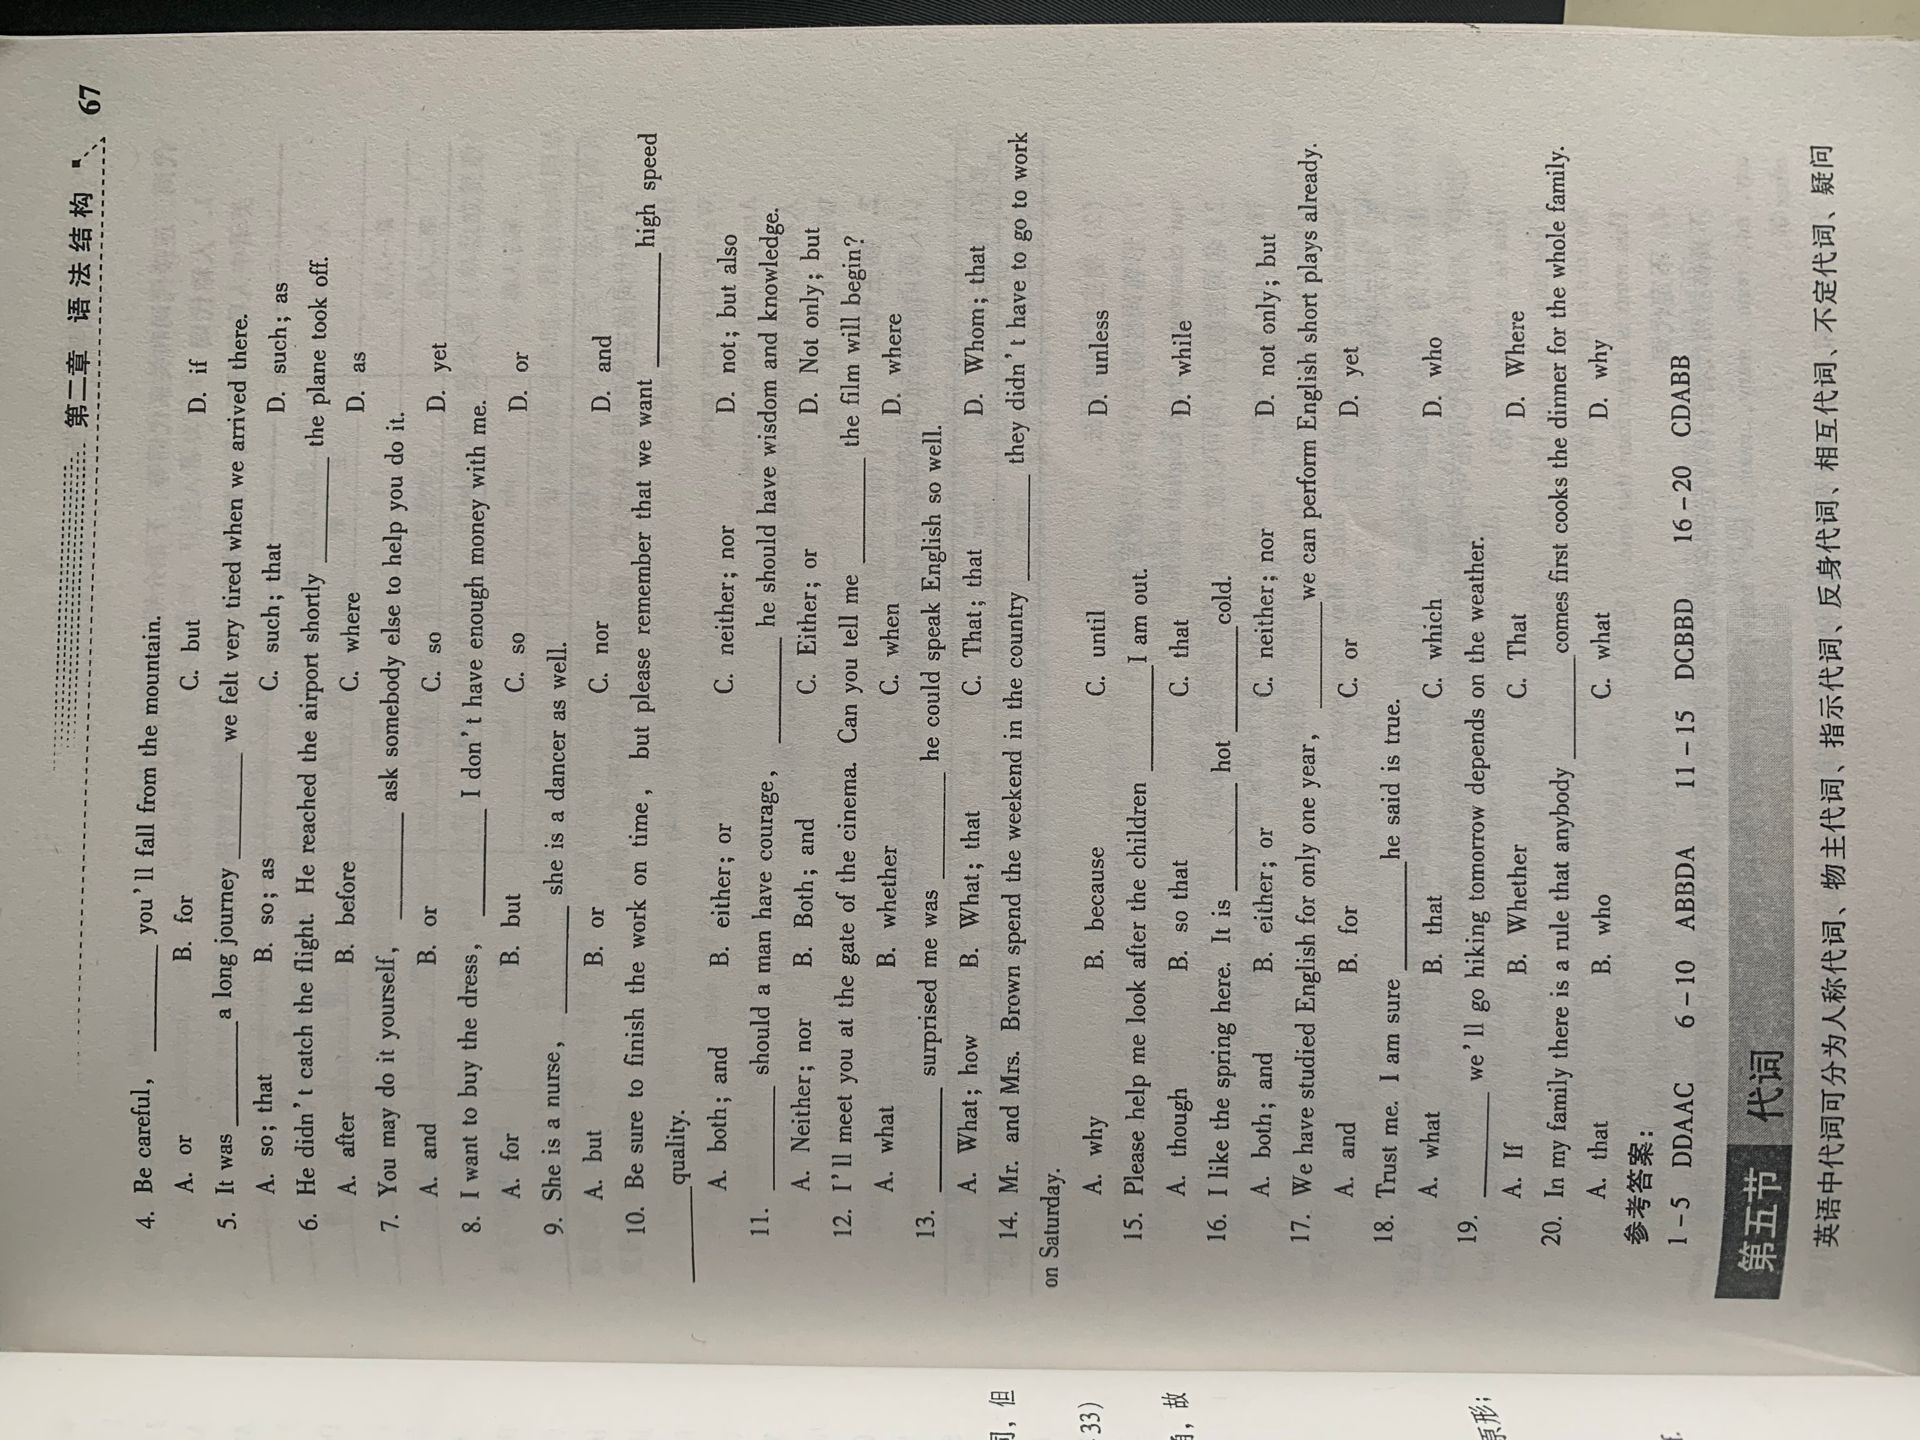 第二章 语法结构 67
4. Be careful, ________ you'll fall from the mountain.
A. or B. for C. but D. if
5. It was ________ a long journey ________ we felt very tired when we arrived there.
A. so; that B. so; as C. such; that D. such; as
6. He didn't catch the flight. He reached the airport shortly ________ the plane took off.
A. after B. before C. where D. as
7. You may do it yourself, ________ ask somebody else to help you do it.
A. and B. or C. so D. yet
8. I want to buy the dress, ________ I don't have enough money with me.
A. for B. but C. so D. or
9. She is a nurse, ________ she is a dancer as well.
A. but B. or C. nor D. and
10. Be sure to finish the work on time, but please remember that we want ________ high speed
________ quality.
A. both; and B. either; or C. neither; nor D. not; but also
11. ________ should a man have courage, ________ he should have wisdom and knowledge.
A. Neither; nor B. Both; and C. Either; or D. Not only; but
12. I'll meet you at the gate of the cinema. Can you tell me ________ the film will begin?
A. what B. whether C. when D. where
13. ________ surprised me was ________ he could speak English so well.
A. What; how B. What; that C. That; that D. Whom; that
14. Mr. and Mrs. Brown spend the weekend in the country ________ they didn't have to go to work
on Saturday.
A. why B. because C. until D. unless
15. Please help me look after the children ________ I am out.
A. though B. so that C. that D. while
16. I like the spring here. It is ________ hot ________ cold.
A. both; and B. either; or C. neither; nor D. not only; but
17. We have studied English for only one year, ________ we can perform English short plays already.
A. and B. for C. or D. yet
18. Trust me. I am sure ________ he said is true.
A. what B. that C. which D. who
19. ________ we'll go hiking tomorrow depends on the weather.
A. If B. Whether C. That D. Where
20. In my family there is a rule that anybody ________ comes first cooks the dinner for the whole family.
A. that B. who C. what D. why
参考答案:
1-5 DDAAC 6-10 ABBDA 11-15 DCBBD 16-20 CDABB
第五节 代词
英语中代词可分为人称代词、物主代词、指示代词、反身代词、相互代词、不定代词、疑问
，但
33)
，故
原形；